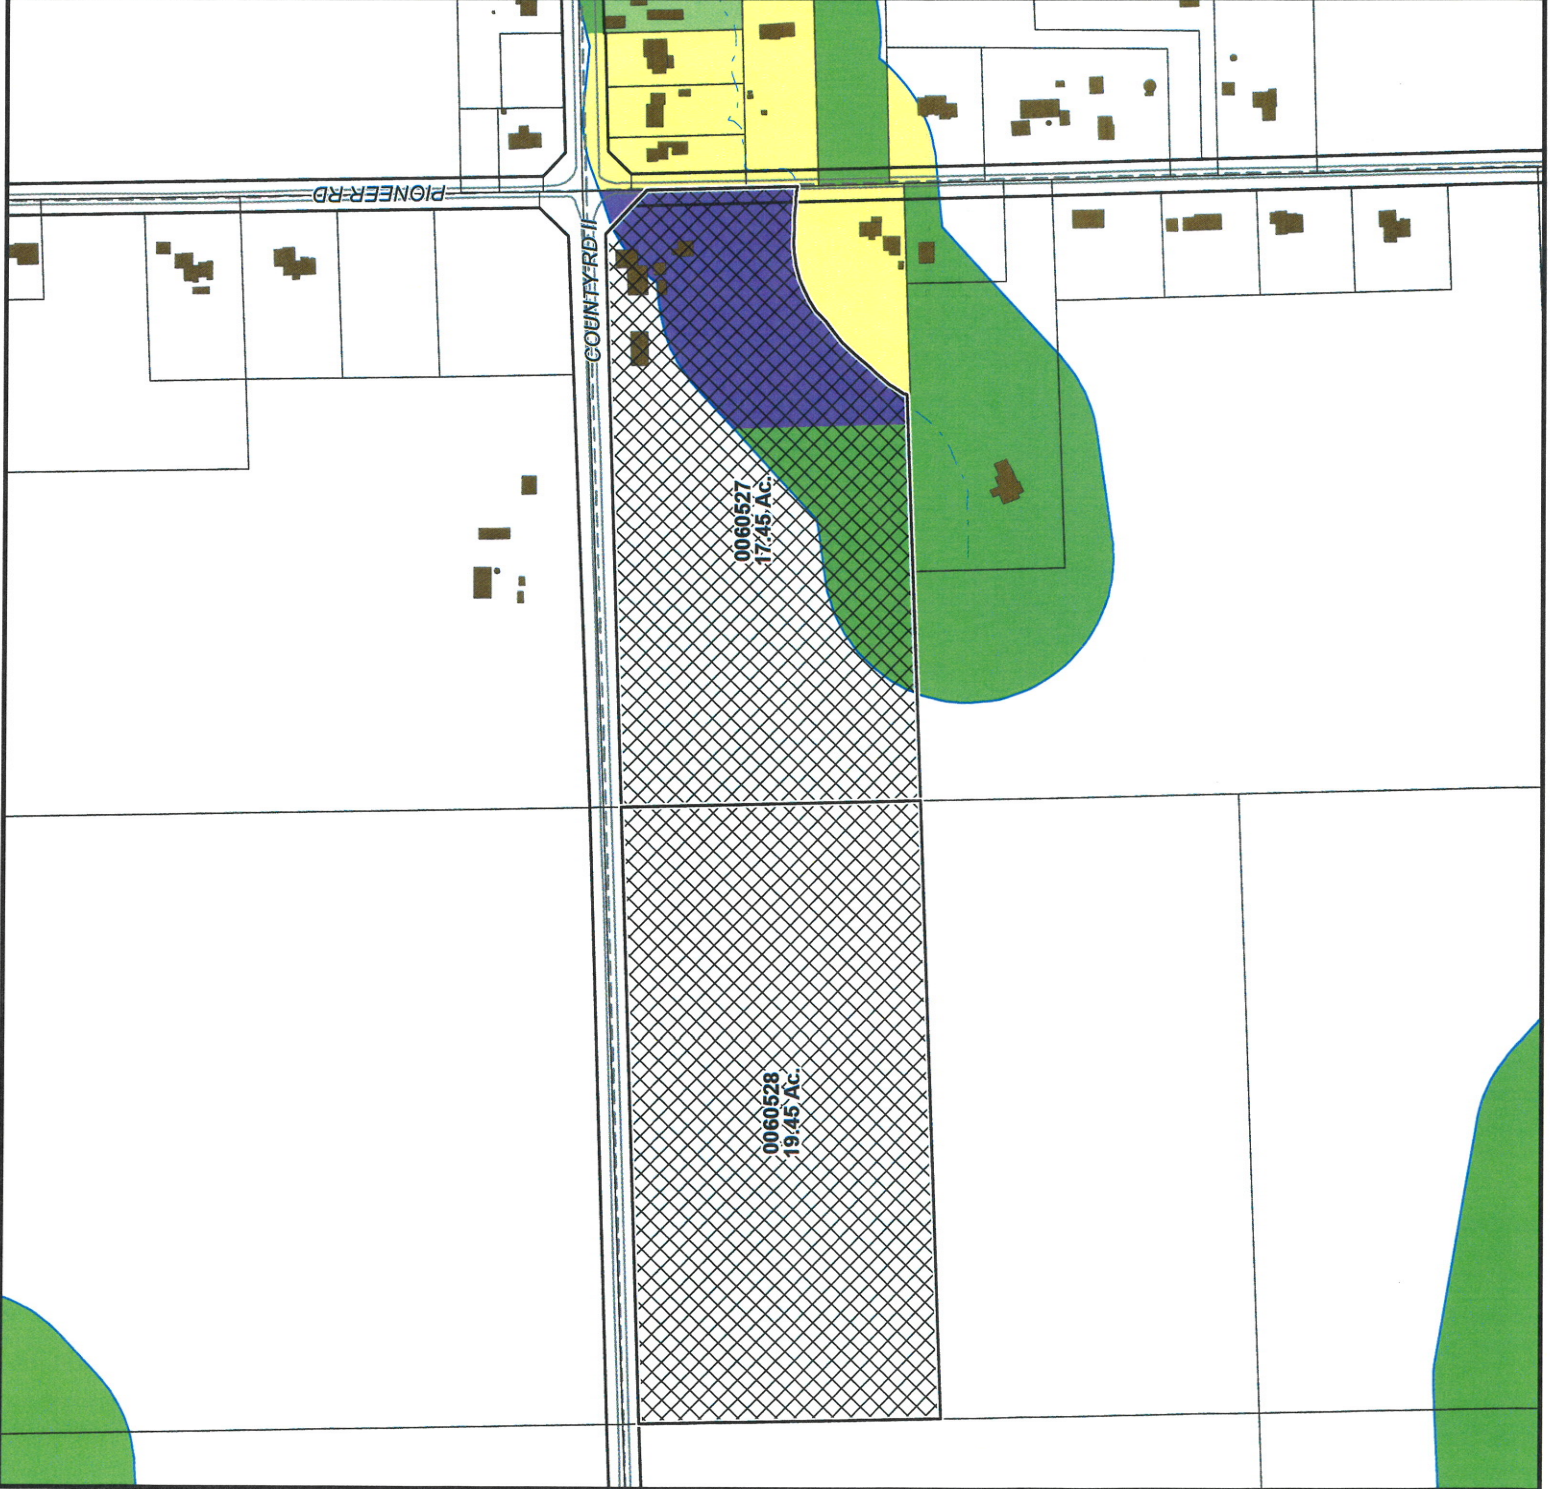 PIONEER RD
COUNTY RD II
0060527
17.45 Ac.
0060528
19.45 Ac.